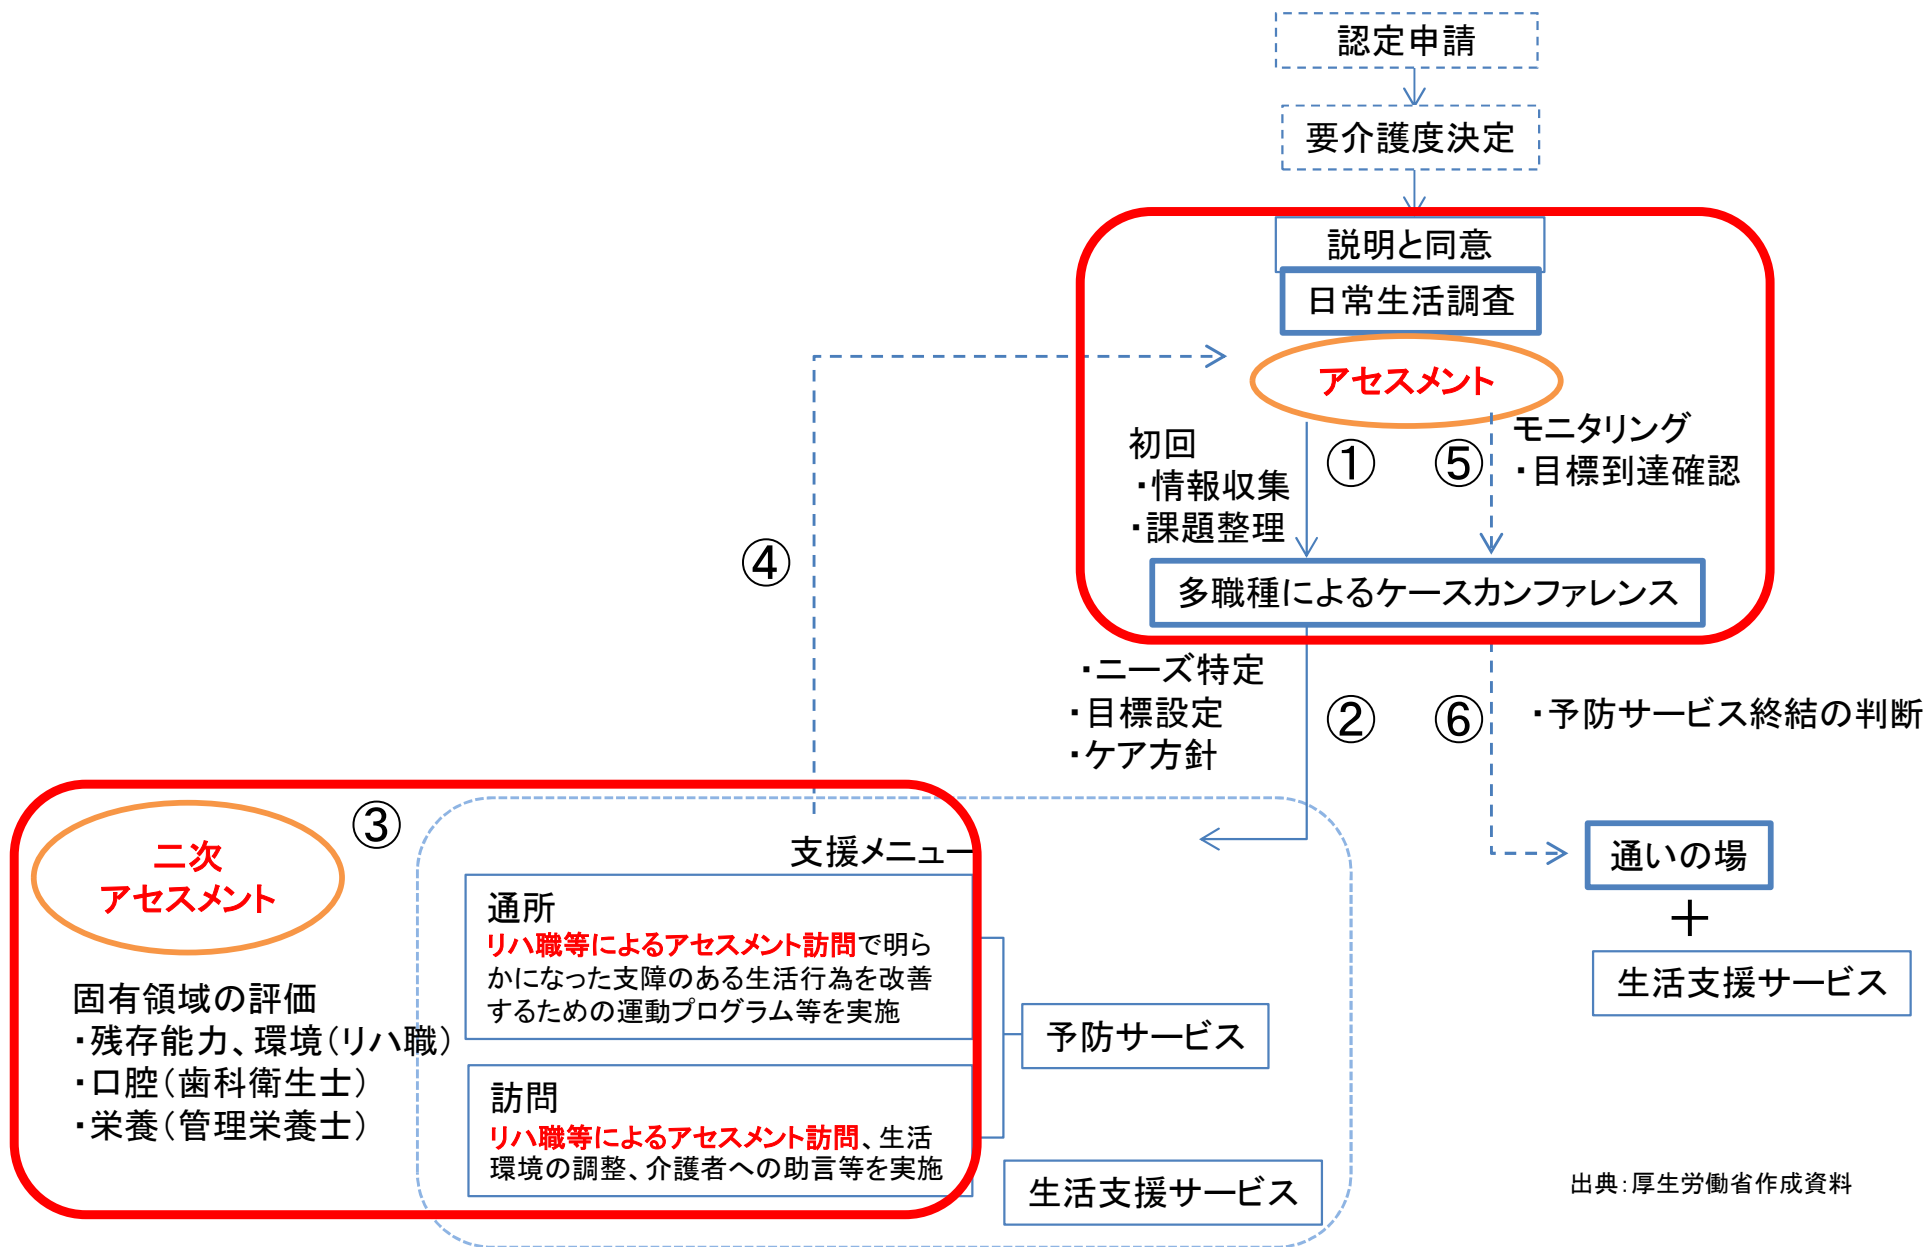 認定申請
要介護度決定
説明と同意
日常生活調査
アセスメント
初回
・情報収集
・課題整理
①
⑤
モニタリング
・目標到達確認
多職種によるケースカンファレンス
④
・ニーズ特定
・目標設定
・ケア方針
②
⑥
・予防サービス終結の判断
二次
アセスメント
③
固有領域の評価
・残存能力、環境(リハ職)
・口腔(歯科衛生士)
・栄養(管理栄養士)
支援メニュー
通所
リハ職等によるアセスメント訪問で明ら
かになった支障のある生活行為を改善
するための運動プログラム等を実施
訪問
リハ職等によるアセスメント訪問、生活
環境の調整、介護者への助言等を実施
予防サービス
生活支援サービス
通いの場
＋
生活支援サービス
出典:厚生労働省作成資料